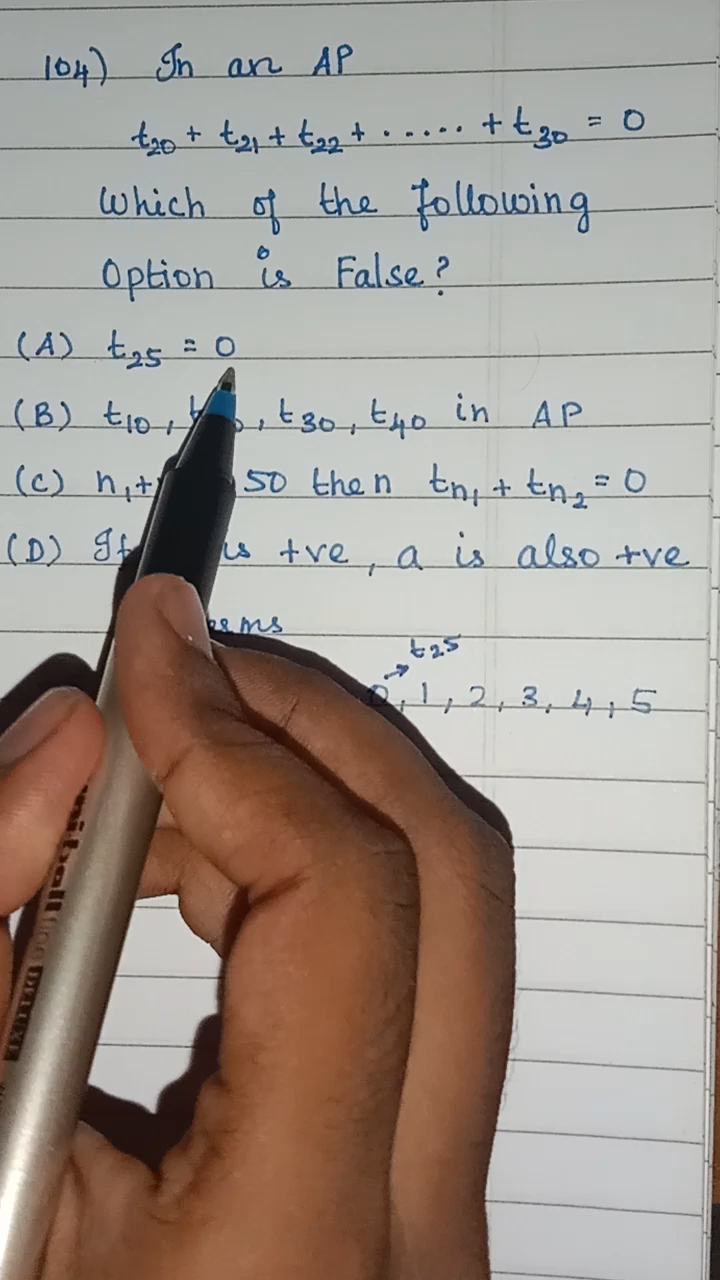 104) In an AP
t20 + t21 + t22 + ..... + t30 = 0
Which of the following
Option is False?
(A) t25 = 0
(B) t10, , t30, t40 in AP
(C) n1+ 50 then tn1 + tn2 = 0
(D) If is +ve, a is also +ve
t25
0, 1, 2, 3, 4, 5
uniball